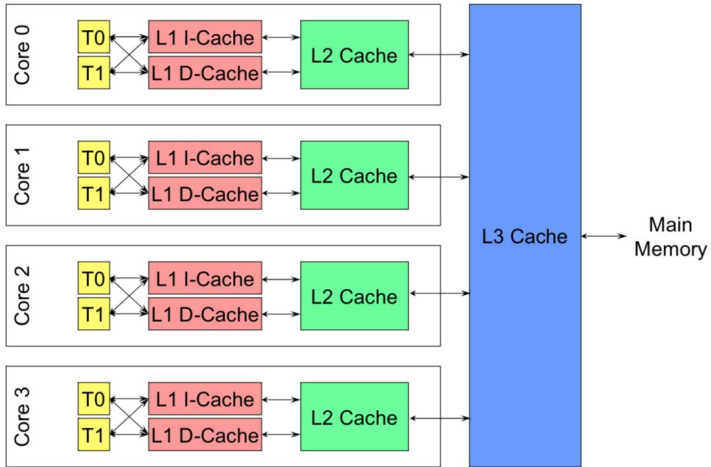 Core 0
T0
L1 I-Cache
T1
L1 D-Cache
L2 Cache
Core 1
T0
L1 I-Cache
T1
L1 D-Cache
L2 Cache
Core 2
T0
L1 I-Cache
T1
L1 D-Cache
L2 Cache
Core 3
T0
L1 I-Cache
T1
L1 D-Cache
L2 Cache
L3 Cache
Main
Memory